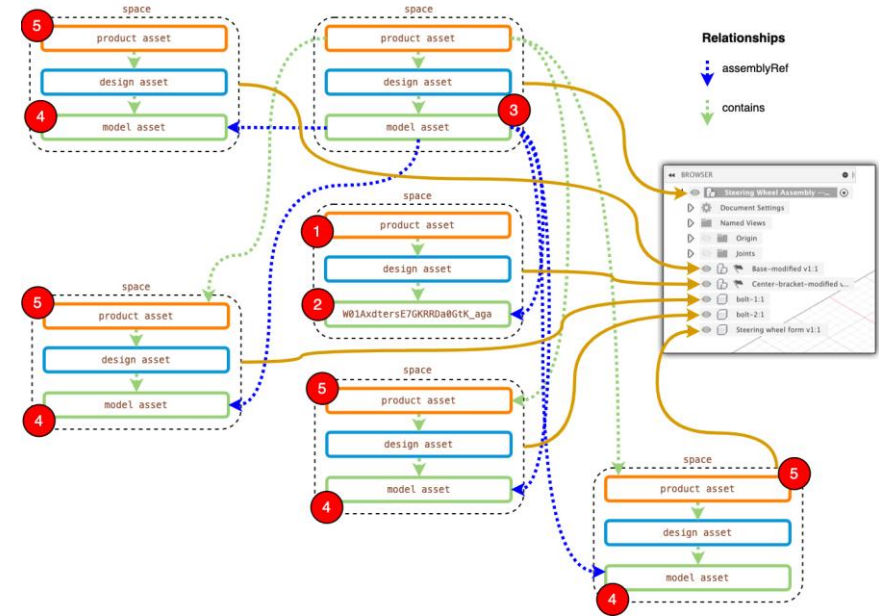 space
5
product asset
design asset
4
model asset
space
product asset
design asset
3
model asset
Relationships
assemblyRef
contains
BROWSER
Steering Wheel Assembly
Document Settings
Named Views
Origin
Joints
Base-modified v1:1
Center-bracket-modified
bolt-1:1
bolt-2:1
Steering wheel form v1:1
space
1
product asset
design asset
2
W01AxdtersE7GKRRDa0GtK_aga
space
5
product asset
design asset
4
model asset
space
5
product asset
design asset
4
model asset
space
5
product asset
design asset
model asset
4